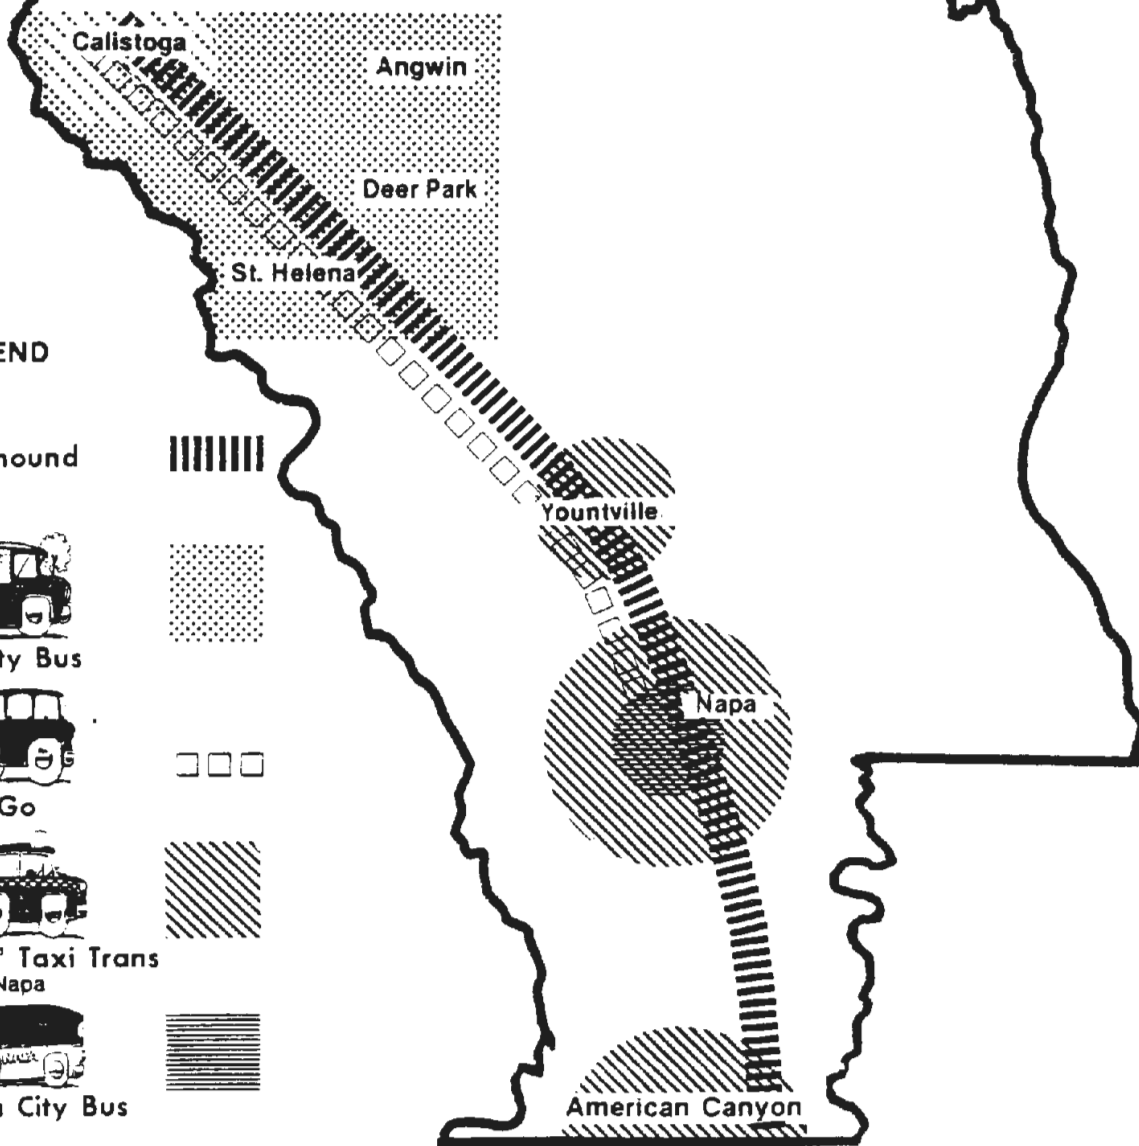 Calistoga
Angwin
Deer Park
St. Helena
END
Yountville
ty Bus
Napa
Go
Taxi Trans
Napa
City Bus
American Canyon